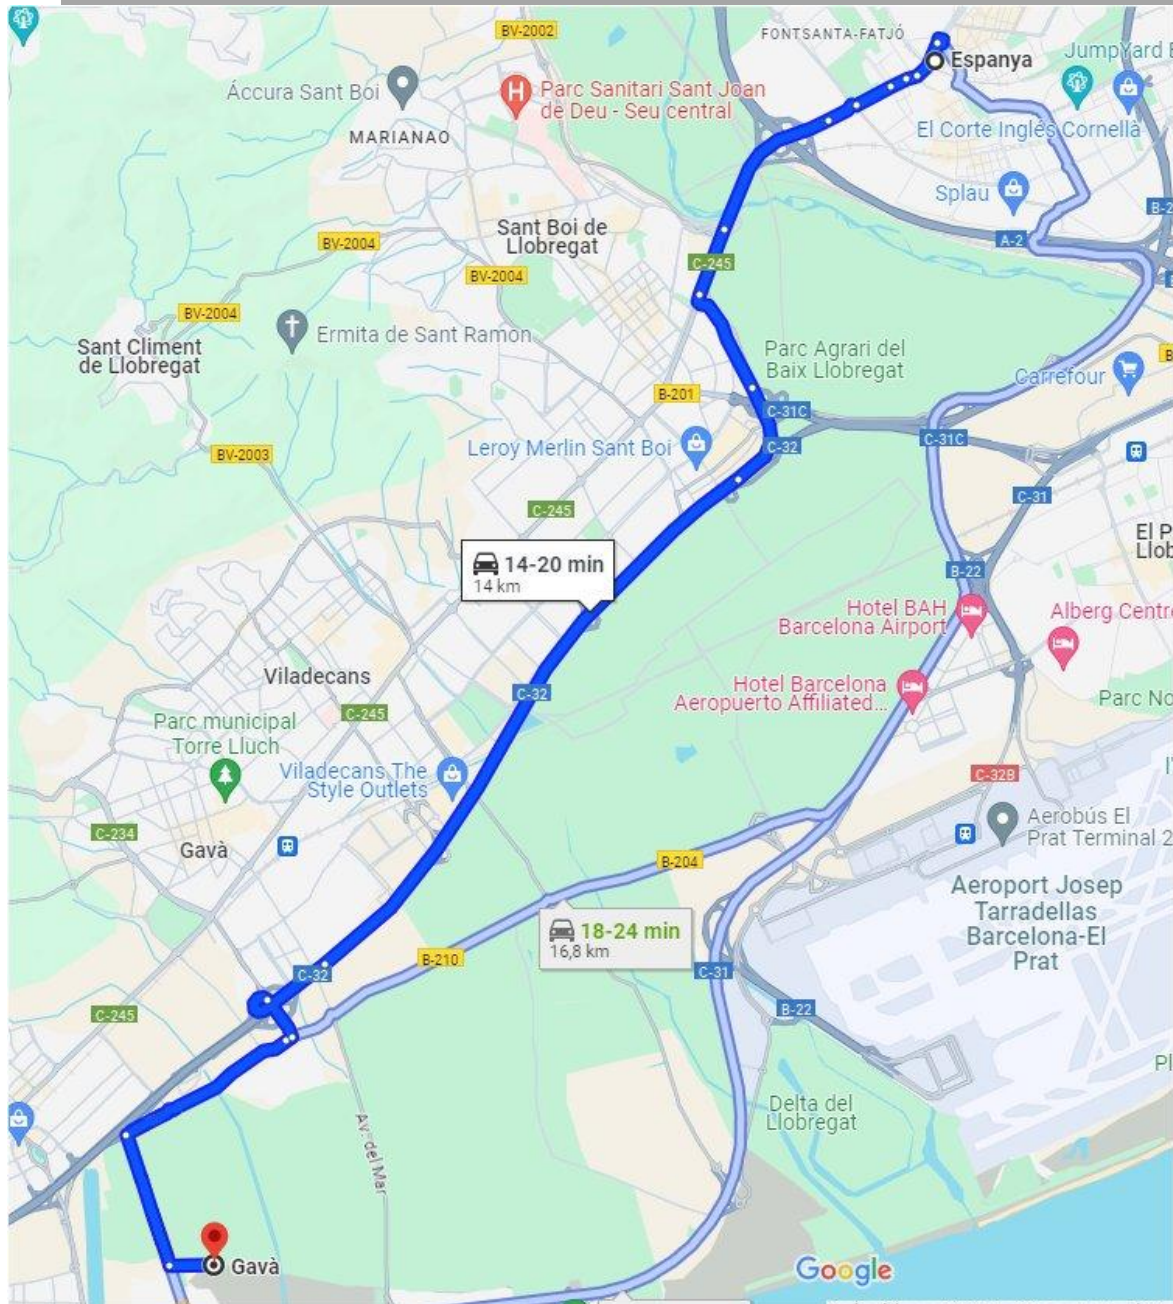 BV-2002
FONTSANTA-FATJÓ
Espanya
JumpYard
Áccura Sant Boi
Parc Sanitari Sant Joan
de Deu - Seu central
MARIANAO
El Corte Inglés Cornellà
Splau
Sant Boi de
Llobregat
BV-2004
A-2
C-245
BV-2004
BV-2004
Ermita de Sant Ramon
Sant Climent
de Llobregat
Parc Agrari del
Baix Llobregat
Carrefour
B-201
C-31C
C-31C
C-32
Leroy Merlin Sant Boi
BV-2003
C-31
C-245
14-20 min
14 km
B-22
Hotel BAH
Barcelona Airport
Alberg
Viladecans
Hotel Barcelona
Aeropuerto Affiliated...
C-32
C-245
Parc No
Parc municipal
Torre Lluch
Viladecans The
Style Outlets
C-32B
C-234
Aerobús El
Prat Terminal 2
Gavà
B-204
Aeroport Josep
Tarradellas
Barcelona-El
Prat
18-24 min
16,8 km
B-210
C-32
C-31
C-245
B-22
Delta del
Llobregat
Av. del Mar
Gavà
Google